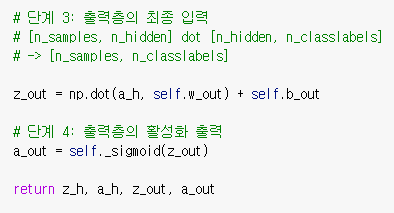 # 단계 3: 출력층의 최종 입력
# [n_samples, n_hidden] dot [n_hidden, n_classlabels]
# -> [n_samples, n_classlabels]
z_out = np.dot(a_h, self.w_out) + self.b_out
# 단계 4: 출력층의 활성화 출력
a_out = self._sigmoid(z_out)
return z_h, a_h, z_out, a_out